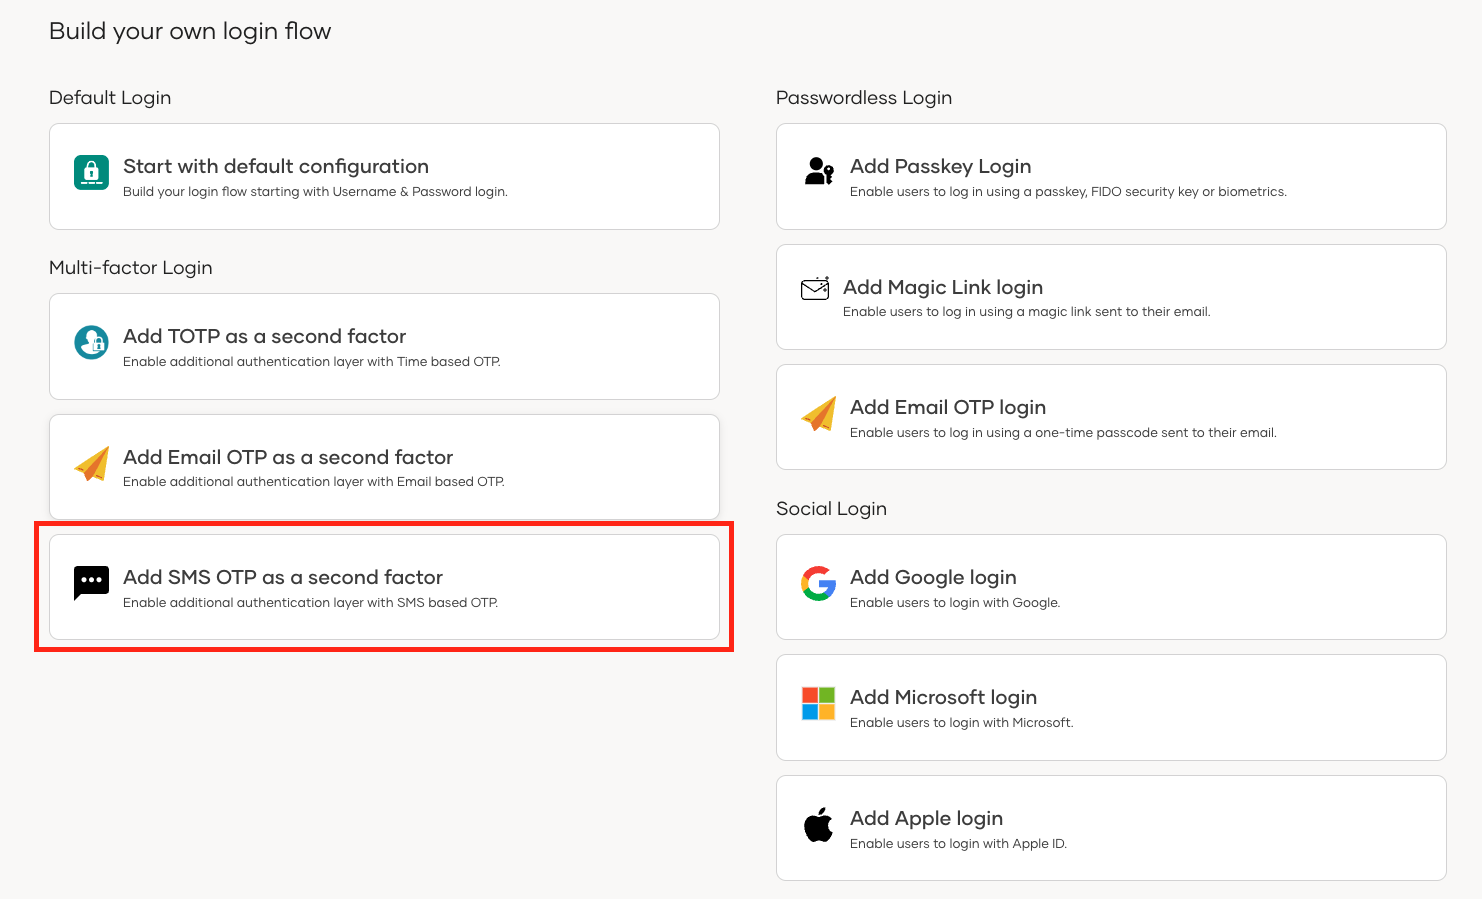 Build your own login flow
Default Login
Start with default configuration
Build your login flow starting with Username & Password login.
Multi-factor Login
Add TOTP as a second factor
Enable additional authentication layer with Time based OTP.
Add Email OTP as a second factor
Enable additional authentication layer with Email based OTP.
Add SMS OTP as a second factor
Enable additional authentication layer with SMS based OTP.
Passwordless Login
Add Passkey Login
Enable users to log in using a passkey, FIDO security key or biometrics.
Add Magic Link login
Enable users to log in using a magic link sent to their email.
Add Email OTP login
Enable users to log in using a one-time passcode sent to their email.
Social Login
Add Google login
Enable users to login with Google.
Add Microsoft login
Enable users to login with Microsoft.
Add Apple login
Enable users to login with Apple ID.